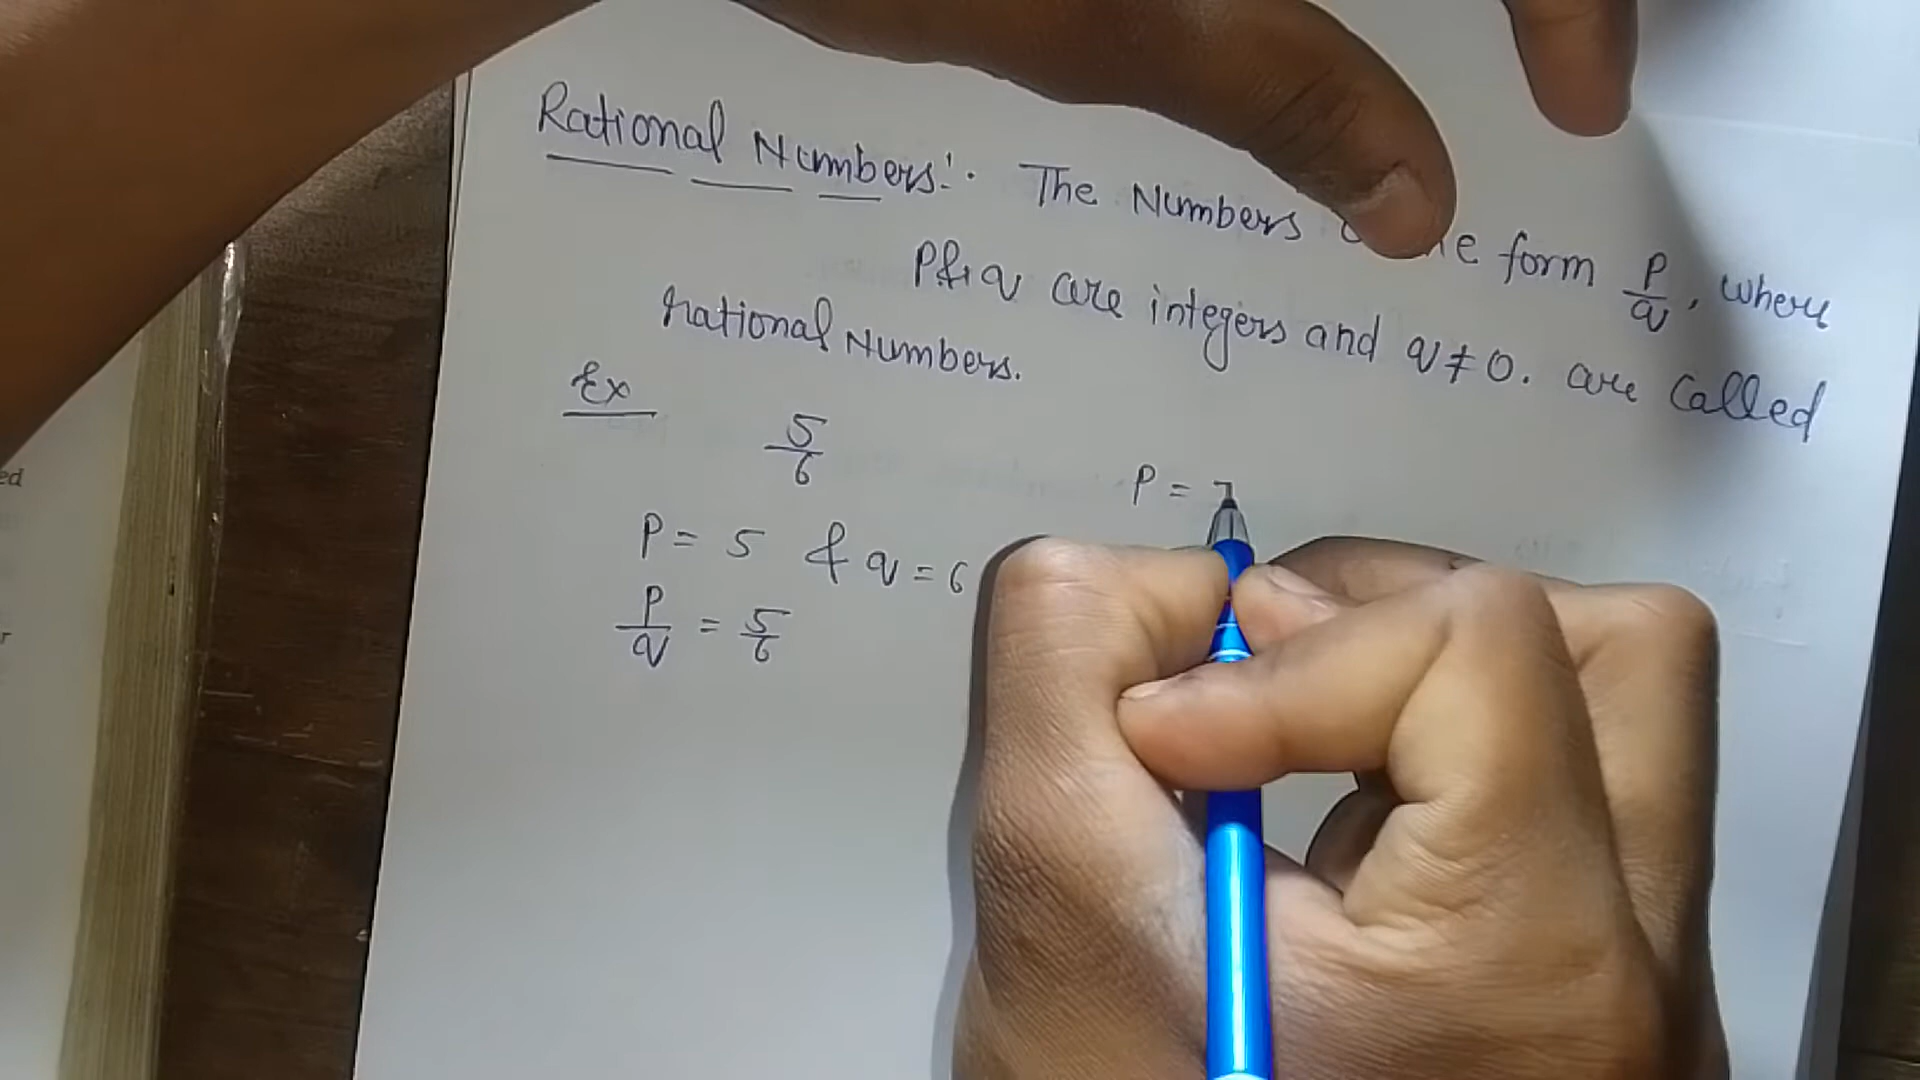 Rational Numbers:- The Numbers form p/q, where
p & q are integers and q ≠ 0. are called
rational Numbers.
Ex
5/6
P = 5 & q = 6
P =
p/q = 5/6
ed
r